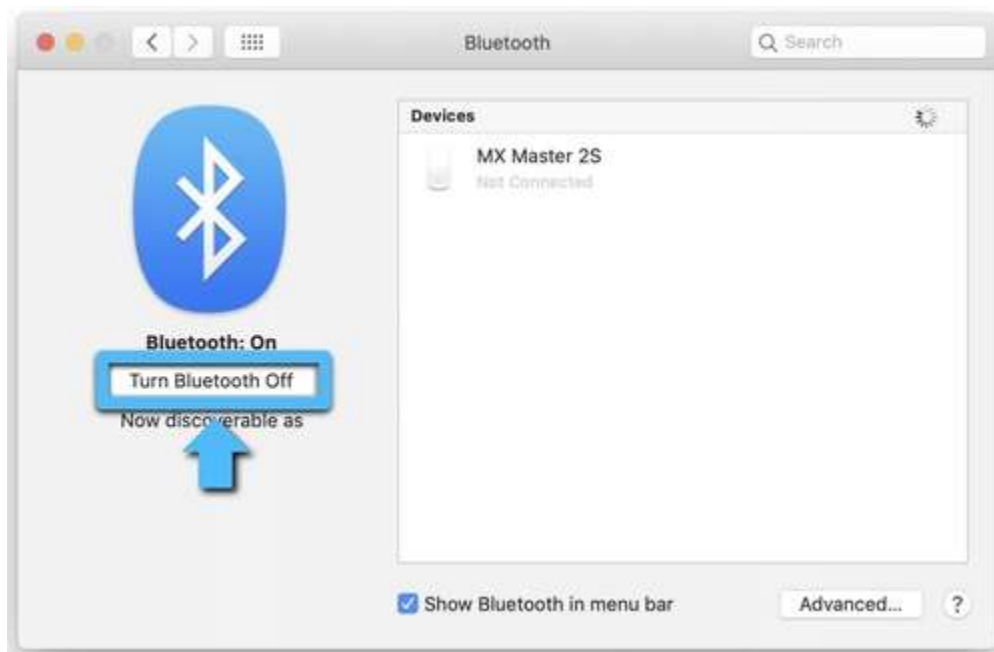 Bluetooth
Search
Devices
MX Master 2S
Not Connected
Bluetooth: On
Turn Bluetooth Off
Now discoverable as
Show Bluetooth in menu bar
Advanced...
?